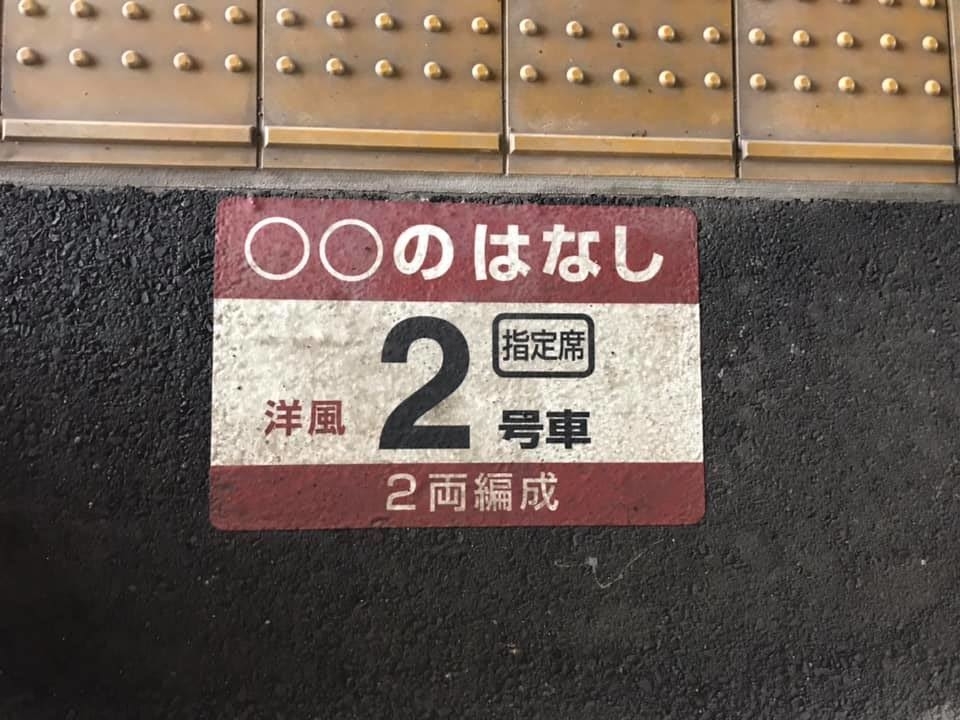 ○○のはなし
指定席
洋風 2 号車
2両編成